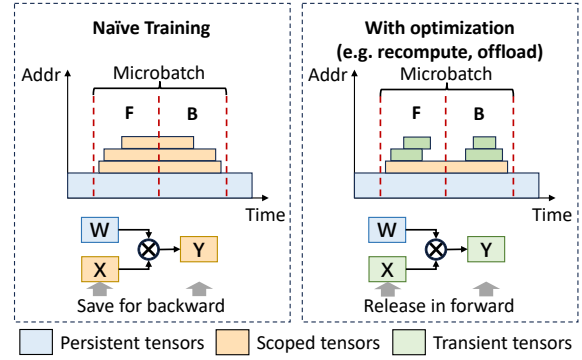 Naïve Training
Addr
Microbatch
F
B
Time
W
X
Y
Save for backward
With optimization
(e.g. recompute, offload)
Addr
Microbatch
F
B
Time
W
X
Y
Release in forward
Persistent tensors
Scoped tensors
Transient tensors